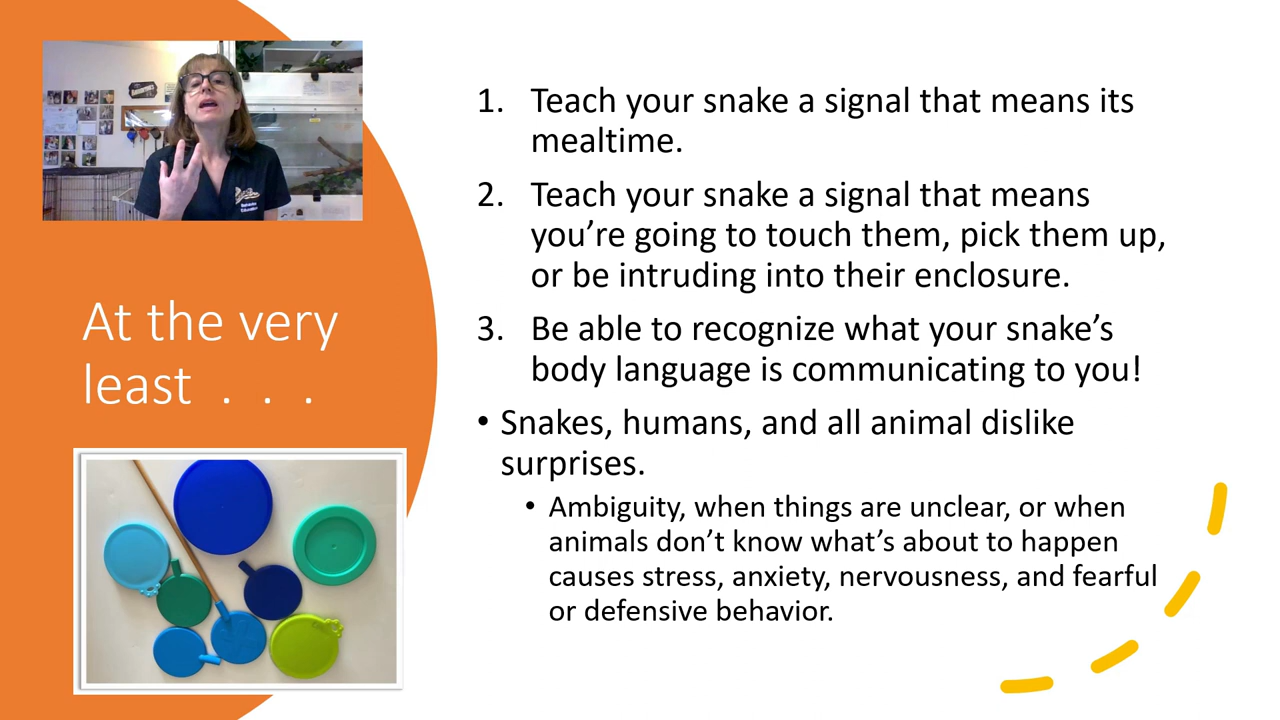 At the very
least . . .
1. Teach your snake a signal that means its
mealtime.
2. Teach your snake a signal that means
you’re going to touch them, pick them up,
or be intruding into their enclosure.
3. Be able to recognize what your snake’s
body language is communicating to you!
• Snakes, humans, and all animal dislike
surprises.
• Ambiguity, when things are unclear, or when
animals don’t know what’s about to happen
causes stress, anxiety, nervousness, and fearful
or defensive behavior.